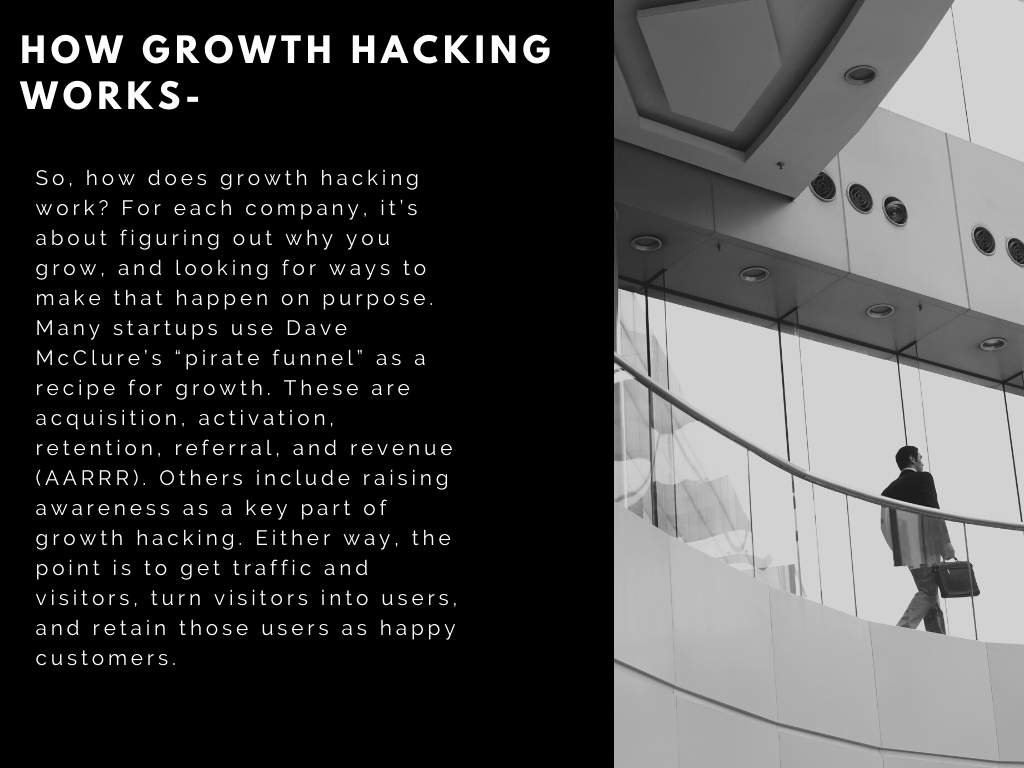 HOW GROWTH HACKING
WORKS-
So, how does growth hacking
work? For each company, it’s
about figuring out why you
grow, and looking for ways to
make that happen on purpose.
Many startups use Dave
McClure’s “pirate funnel” as a
recipe for growth. These are
acquisition, activation,
retention, referral, and revenue
(AARRR). Others include raising
awareness as a key part of
growth hacking. Either way, the
point is to get traffic and
visitors, turn visitors into users,
and retain those users as happy
customers.